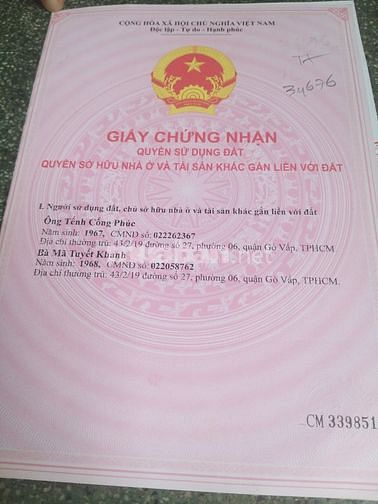 CỘNG HÒA XÃ HỘI CHỦ NGHĨA VIỆT NAM
Độc lập - Tự do - Hạnh phúc
TX
34676
GIẤY CHỨNG NHẬN
QUYỀN SỬ DỤNG ĐẤT
QUYỀN SỞ HỮU NHÀ Ở VÀ TÀI SẢN KHÁC GẮN LIỀN VỚI ĐẤT
I. Người sử dụng đất, chủ sở hữu nhà ở và tài sản khác gắn liền với đất
Ông Tênh Cống Phúc
Năm sinh: 1967, CMND số: 022262367
Địa chỉ thường trú: 43/2/19 đường số 27, phường 06, quận Gò Vấp, TPHCM
Bà Mã Tuyết Khanh
Năm sinh: 1968, CMND số: 022058762
Địa chỉ thường trú: 43/2/19 đường số 27, phường 06, quận Gò Vấp, TPHCM.
CM 339851